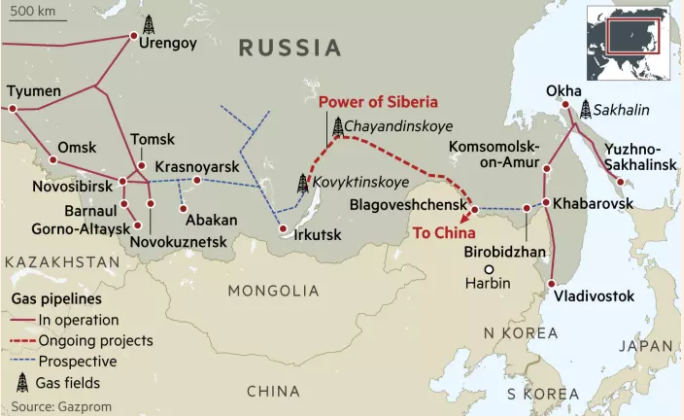 500 km
Urengoy
RUSSIA
Tyumen
Power of Siberia
Okha
Sakhalin
Chayandinskoye
Omsk
Tomsk
Komsomolsk-
on-Amur
Yuzhno-
Sakhalinsk
Krasnoyarsk
Novosibirsk
Kovyktinskoye
Barnaul
Abakan
Blagoveshchensk
Khabarovsk
Gorno-Altaysk
Irkutsk
To China
Novokuznetsk
Birobidzhan
KAZAKHSTAN
Harbin
MONGOLIA
Vladivostok
Gas pipelines
In operation
Ongoing projects
Prospective
Gas fields
N KOREA
JAPAN
CHINA
S KOREA
Source: Gazprom